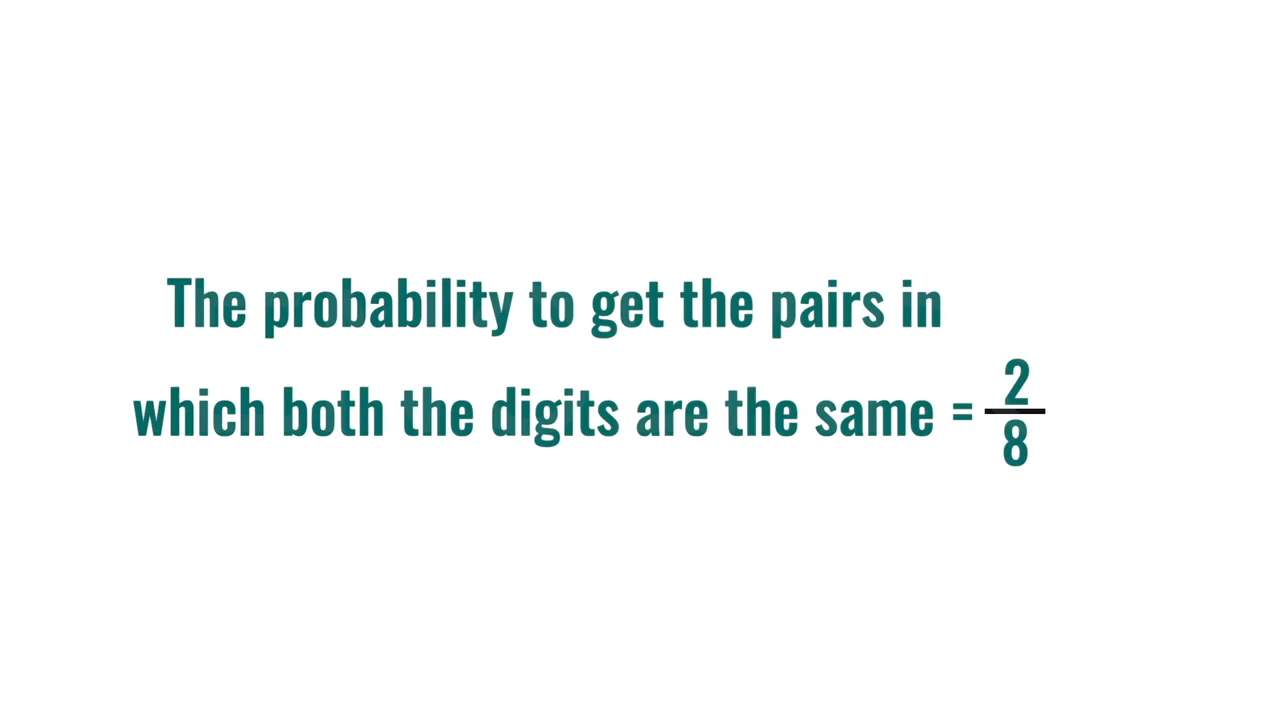 The probability to get the pairs in
which both the digits are the same = 2/8